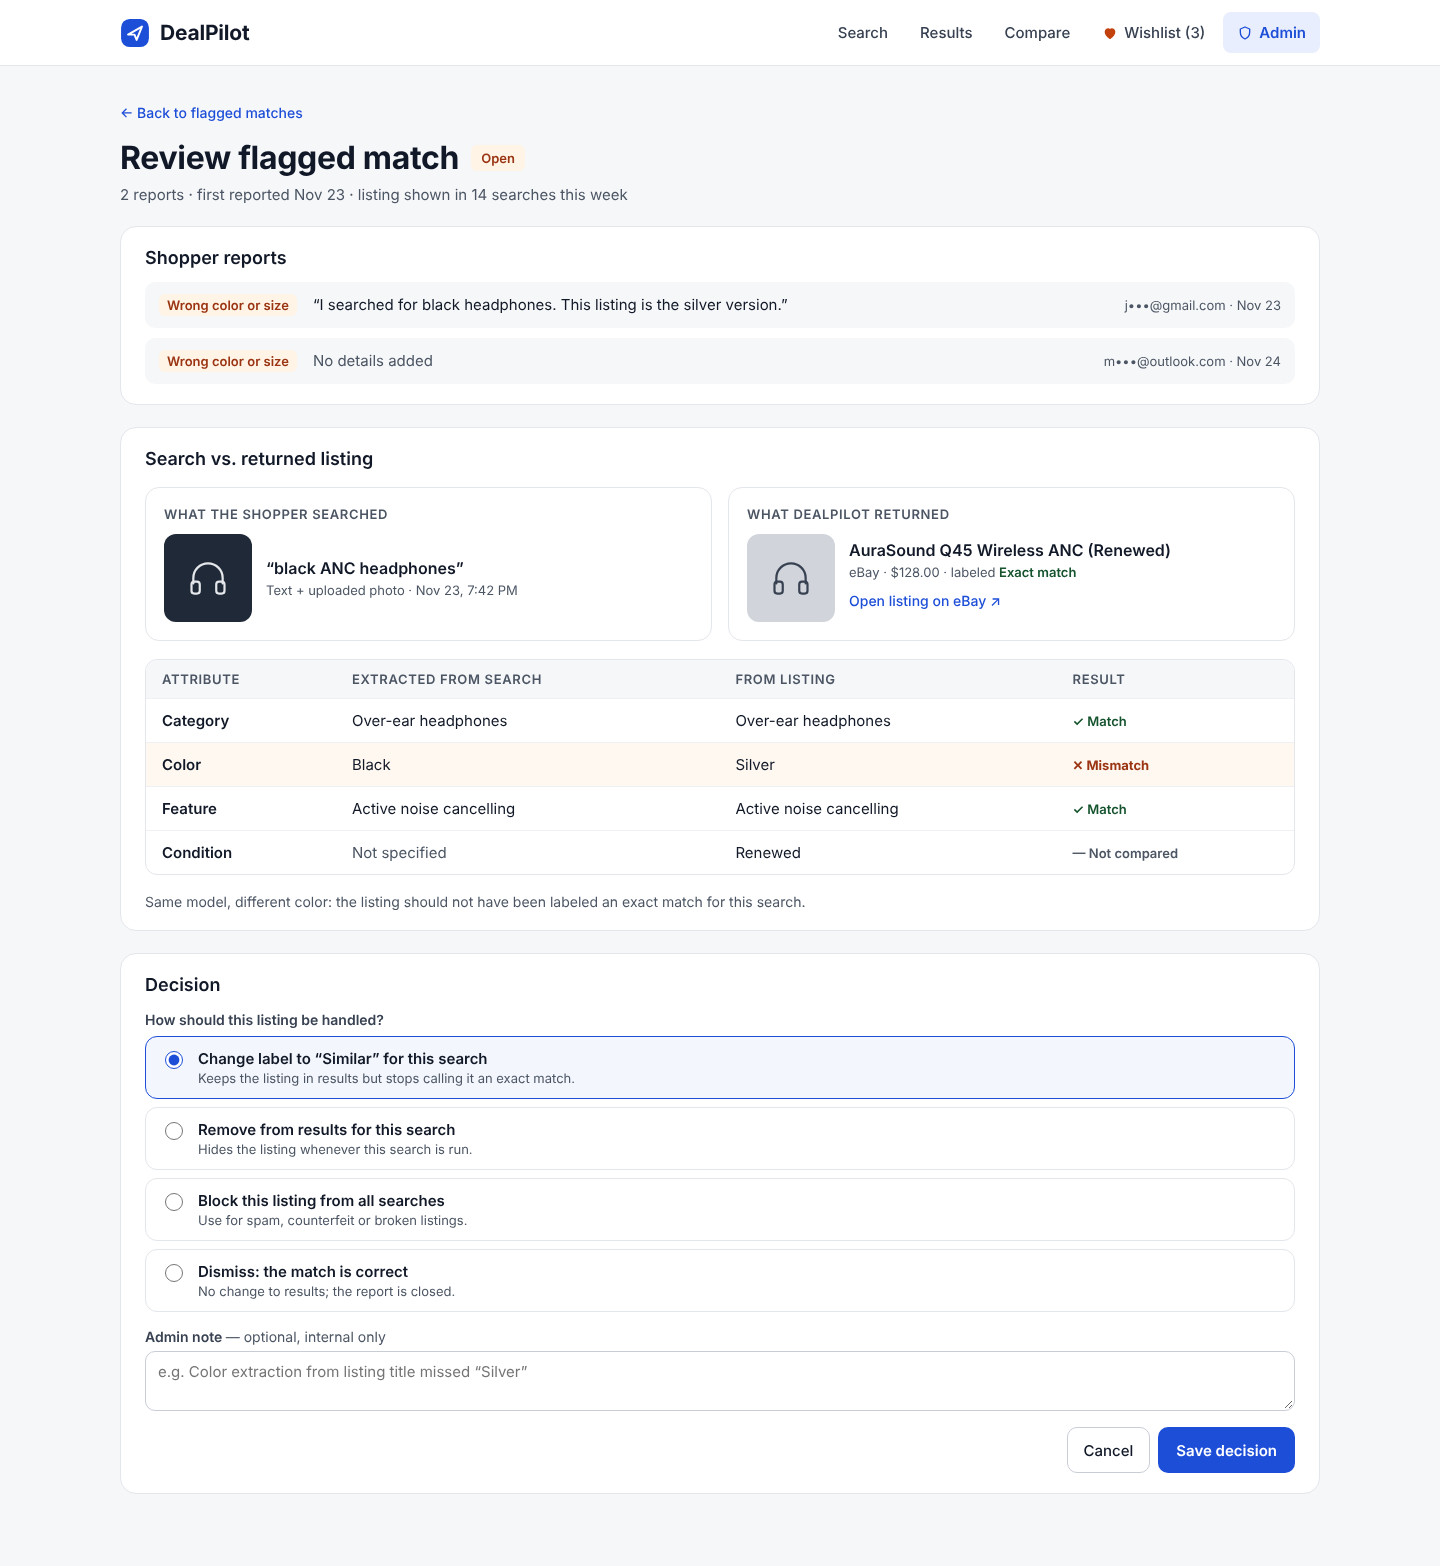 DealPilot
Search
Results
Compare
Wishlist (3)
Admin
← Back to flagged matches
Review flagged match
Open
2 reports · first reported Nov 23 · listing shown in 14 searches this week
Shopper reports
Wrong color or size
“I searched for black headphones. This listing is the silver version.”
j•••@gmail.com · Nov 23
Wrong color or size
No details added
m•••@outlook.com · Nov 24
Search vs. returned listing
WHAT THE SHOPPER SEARCHED
“black ANC headphones”
Text + uploaded photo · Nov 23, 7:42 PM
WHAT DEALPILOT RETURNED
AuraSound Q45 Wireless ANC (Renewed)
eBay · $128.00 · labeled Exact match
Open listing on eBay ↗
ATTRIBUTE EXTRACTED FROM SEARCH FROM LISTING RESULT
Category Over-ear headphones Over-ear headphones ✓ Match
Color Black Silver ✕ Mismatch
Feature Active noise cancelling Active noise cancelling ✓ Match
Condition Not specified Renewed — Not compared
Same model, different color: the listing should not have been labeled an exact match for this search.
Decision
How should this listing be handled?
Change label to “Similar” for this search
Keeps the listing in results but stops calling it an exact match.
Remove from results for this search
Hides the listing whenever this search is run.
Block this listing from all searches
Use for spam, counterfeit or broken listings.
Dismiss: the match is correct
No change to results; the report is closed.
Admin note — optional, internal only
e.g. Color extraction from listing title missed “Silver”
Cancel
Save decision